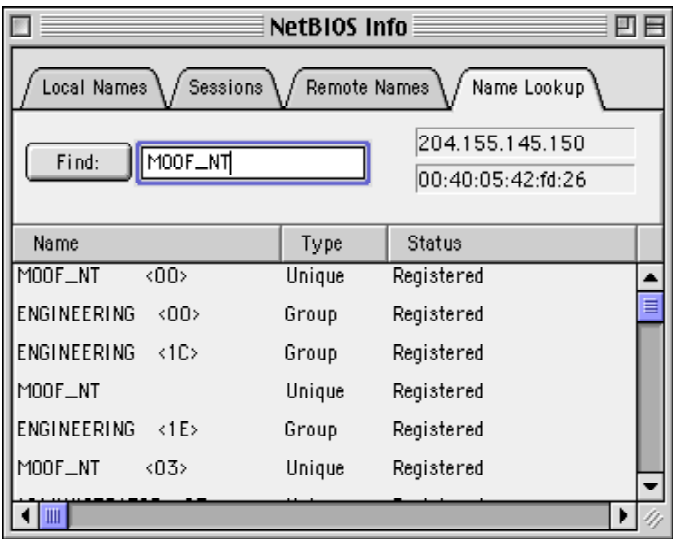 NetBIOS Info
Local Names Sessions Remote Names Name Lookup
Find: MOOF_NT 204.155.145.150
00:40:05:42:fd:26
Name Type Status
MOOF_NT <00> Unique Registered
ENGINEERING <00> Group Registered
ENGINEERING <1C> Group Registered
MOOF_NT Unique Registered
ENGINEERING <1E> Group Registered
MOOF_NT <03> Unique Registered